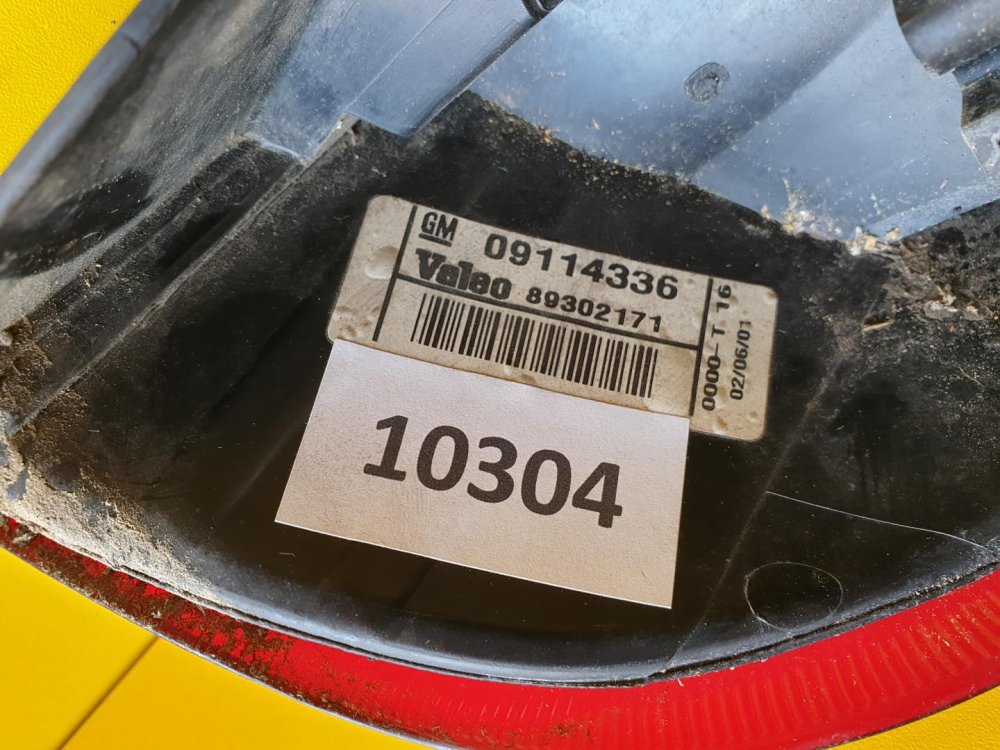 GM 09114336
Valeo 89302171
0000-T 16
02/06/01
10304